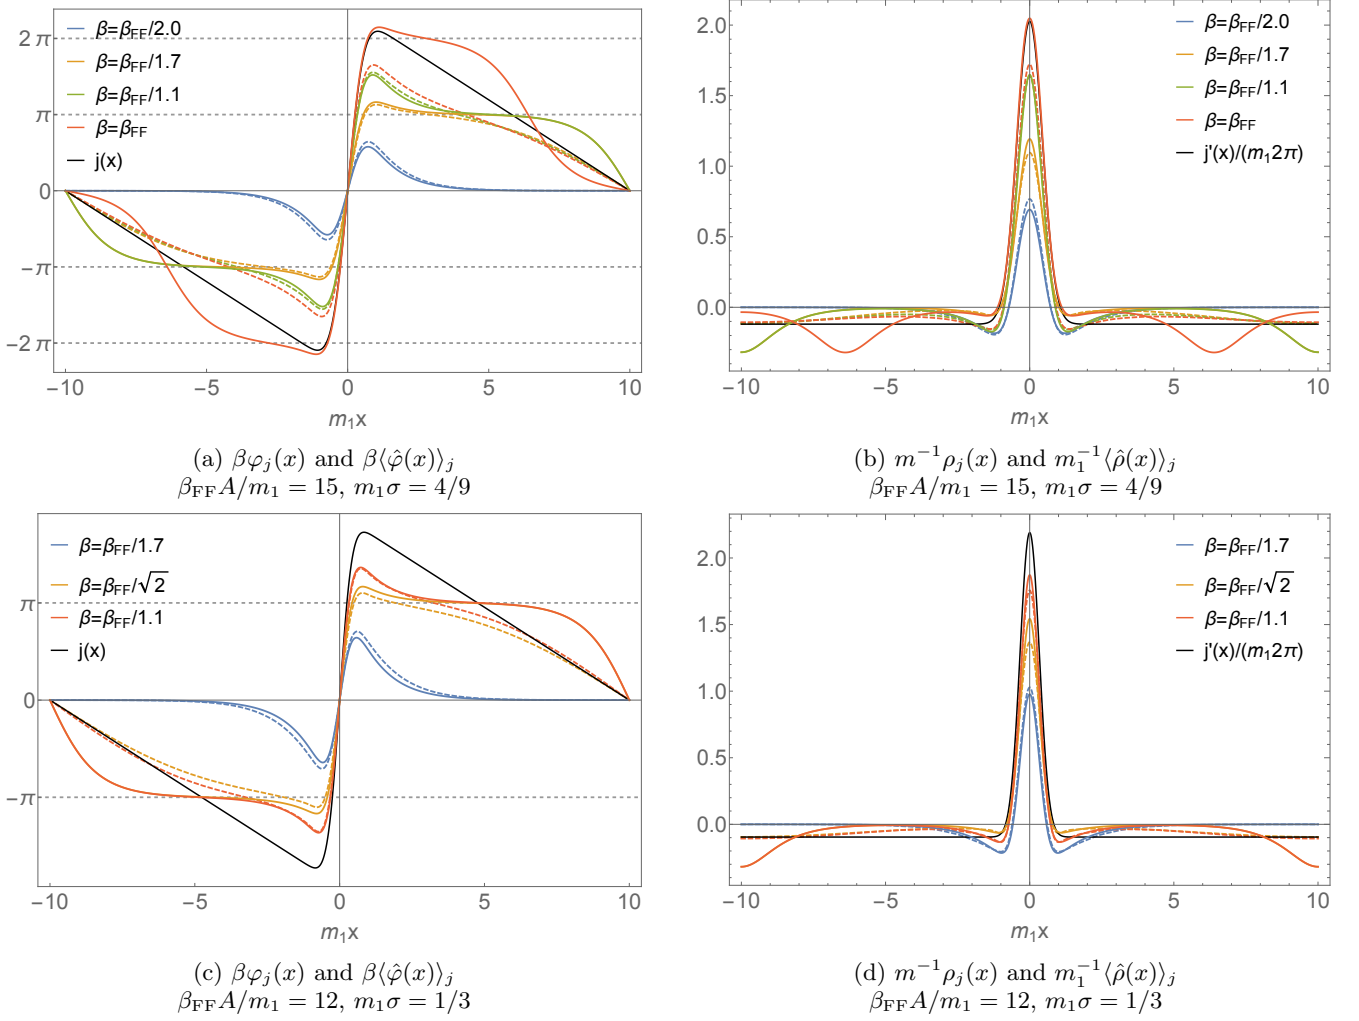 β=β_FF/2.0
β=β_FF/1.7
β=β_FF/1.1
β=β_FF
j(x)
2 π
π
0
−π
−2 π
−10 −5 0 5 10
m₁x
(a) βφ_j(x) and β⟨φ̂(x)⟩_j
β_FF A/m₁ = 15, m₁σ = 4/9
β=β_FF/2.0
β=β_FF/1.7
β=β_FF/1.1
β=β_FF
j'(x)/(m₁2π)
2.0
1.5
1.0
0.5
0.0
−10 −5 0 5 10
m₁x
(b) m⁻¹ρ_j(x) and m₁⁻¹⟨ρ̂(x)⟩_j
β_FF A/m₁ = 15, m₁σ = 4/9
β=β_FF/1.7
β=β_FF/√2
β=β_FF/1.1
j(x)
π
0
−π
−10 −5 0 5 10
m₁x
(c) βφ_j(x) and β⟨φ̂(x)⟩_j
β_FF A/m₁ = 12, m₁σ = 1/3
β=β_FF/1.7
β=β_FF/√2
β=β_FF/1.1
j'(x)/(m₁2π)
2.0
1.5
1.0
0.5
0.0
−10 −5 0 5 10
m₁x
(d) m⁻¹ρ_j(x) and m₁⁻¹⟨ρ̂(x)⟩_j
β_FF A/m₁ = 12, m₁σ = 1/3